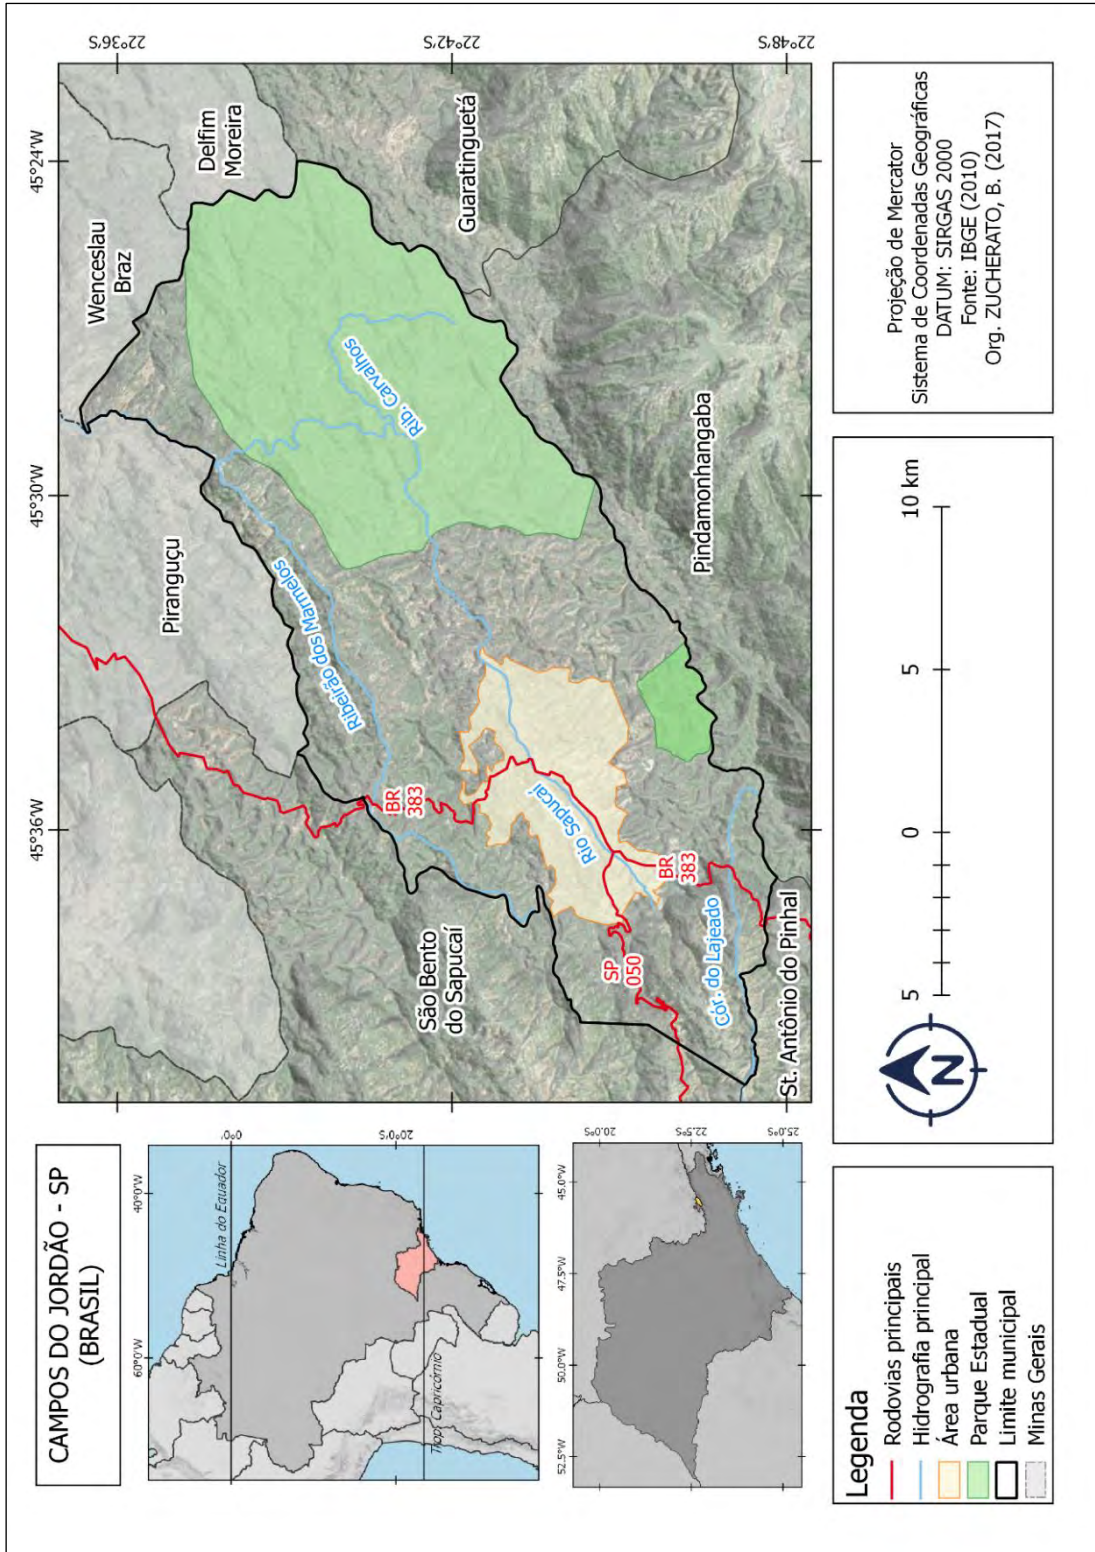 CAMPOS DO JORDÃO - SP
(BRASIL)
60°0'W
40°0'W
0°0'.
20°0'S
Linha do Equador
Trop. Capricórnio
52.5°W
50.0°W
47.5°W
45.0°W
20.0°S
22.5°S
25.0°S
45°36'W
45°30'W
45°24'W
22°36'S
22°42'S
22°48'S
Wenceslau
Braz
Delfim
Moreira
Piranguçu
Guaratinguetá
Ribeirão dos Marmelos
Rib. Carvalhos
BR
383
São Bento
do Sapucaí
Rio Sapucaí
Pindamonhangaba
BR
383
SP
050
Cór. do Lajeado
St. Antônio do Pinhal
Legenda
Rodovias principais
Hidrografia principal
Área urbana
Parque Estadual
Limite municipal
Minas Gerais
N
5
0
5
10 km
Projeção de Mercator
Sistema de Coordenadas Geográficas
DATUM: SIRGAS 2000
Fonte: IBGE (2010)
Org. ZUCHERATO, B. (2017)